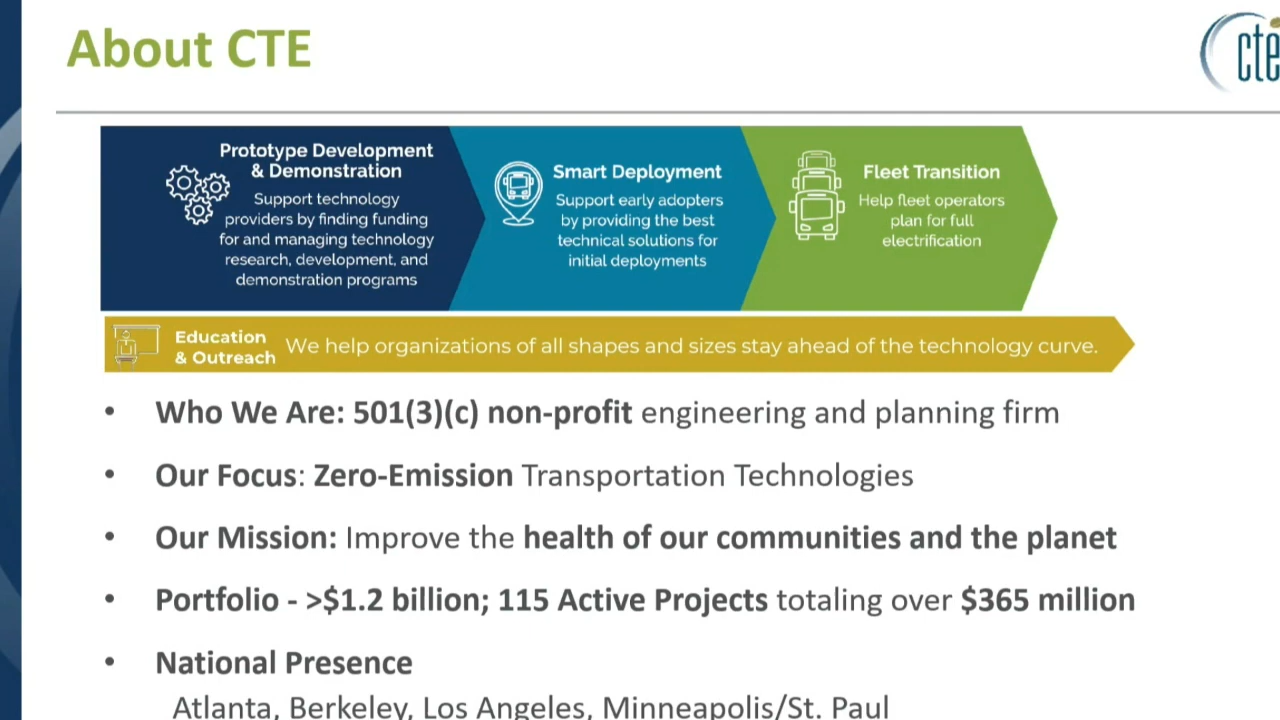 About CTE
cte
Prototype Development
& Demonstration
Support technology
providers by finding funding
for and managing technology
research, development, and
demonstration programs
Smart Deployment
Support early adopters
by providing the best
technical solutions for
initial deployments
Fleet Transition
Help fleet operators
plan for full
electrification
Education
& Outreach
We help organizations of all shapes and sizes stay ahead of the technology curve.
• Who We Are: 501(3)(c) non-profit engineering and planning firm
• Our Focus: Zero-Emission Transportation Technologies
• Our Mission: Improve the health of our communities and the planet
• Portfolio - >$1.2 billion; 115 Active Projects totaling over $365 million
• National Presence
Atlanta, Berkeley, Los Angeles, Minneapolis/St. Paul